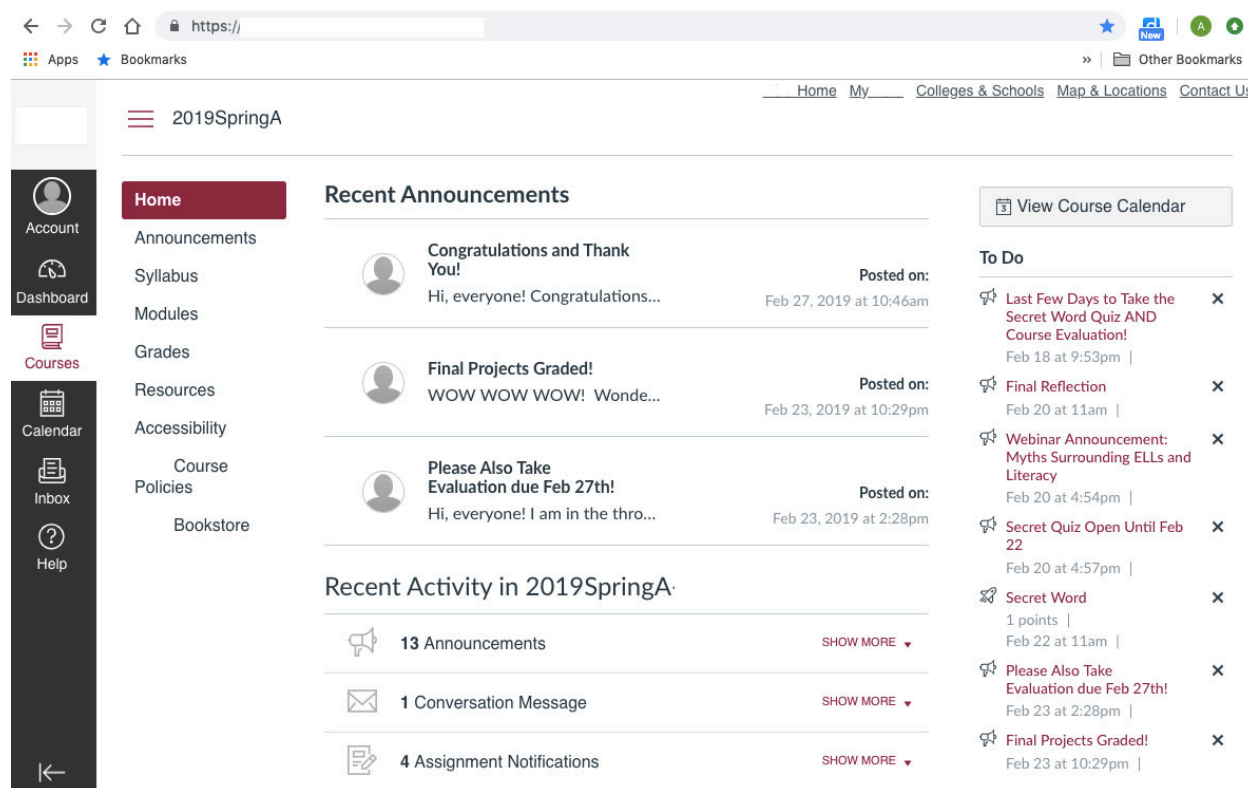 https://
New
A
Apps
Bookmarks
»
Other Bookmarks
Home My Colleges & Schools Map & Locations Contact Us
2019SpringA
Account
Dashboard
Courses
Calendar
Inbox
Help
Home
Announcements
Syllabus
Modules
Grades
Resources
Accessibility
Course
Policies
Bookstore
Recent Announcements
Congratulations and Thank
You!
Hi, everyone! Congratulations...
Posted on:
Feb 27, 2019 at 10:46am
Final Projects Graded!
WOW WOW WOW! Wonde...
Posted on:
Feb 23, 2019 at 10:29pm
Please Also Take
Evaluation due Feb 27th!
Hi, everyone! I am in the thro...
Posted on:
Feb 23, 2019 at 2:28pm
Recent Activity in 2019SpringA
13 Announcements SHOW MORE
1 Conversation Message SHOW MORE
4 Assignment Notifications SHOW MORE
3 View Course Calendar
To Do
Last Few Days to Take the
Secret Word Quiz AND
Course Evaluation!
Feb 18 at 9:53pm |
Final Reflection
Feb 20 at 11am |
Webinar Announcement:
Myths Surrounding ELLs and
Literacy
Feb 20 at 4:54pm |
Secret Quiz Open Until Feb
22
Feb 20 at 4:57pm |
Secret Word
1 points |
Feb 22 at 11am |
Please Also Take
Evaluation due Feb 27th!
Feb 23 at 2:28pm |
Final Projects Graded!
Feb 23 at 10:29pm |